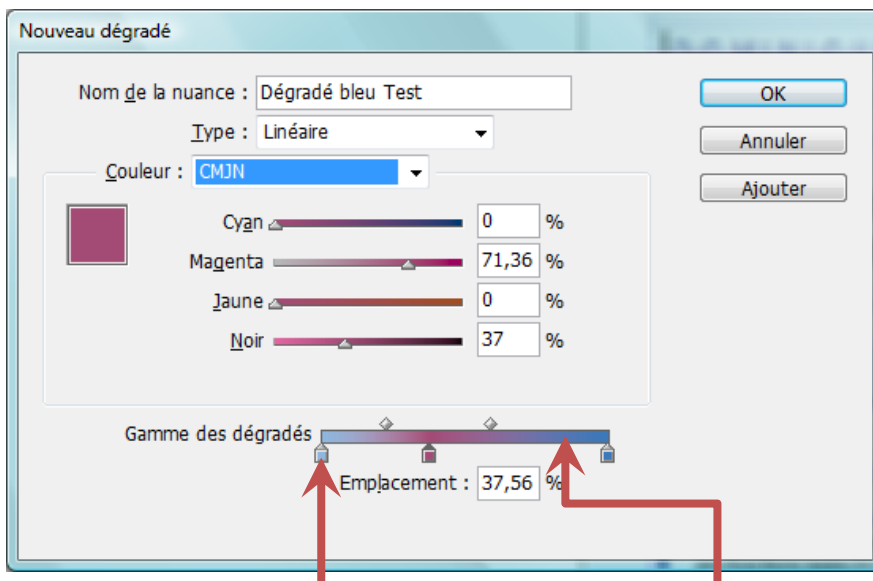 Nouveau dégradé
Nom de la nuance : Dégradé bleu Test
OK
Type : Linéaire
Annuler
Couleur : CMJN
Ajouter
Cyan 0 %
Magenta 71,36 %
Jaune 0 %
Noir 37 %
Gamme des dégradés
Emplacement : 37,56 %